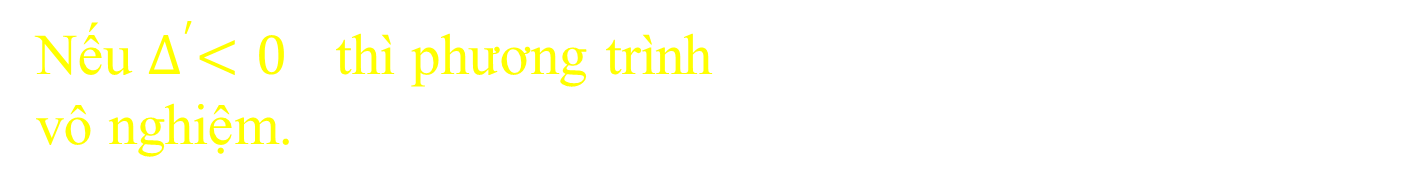 Nếu Δ′< 0 thì phương trình
vô nghiệm.